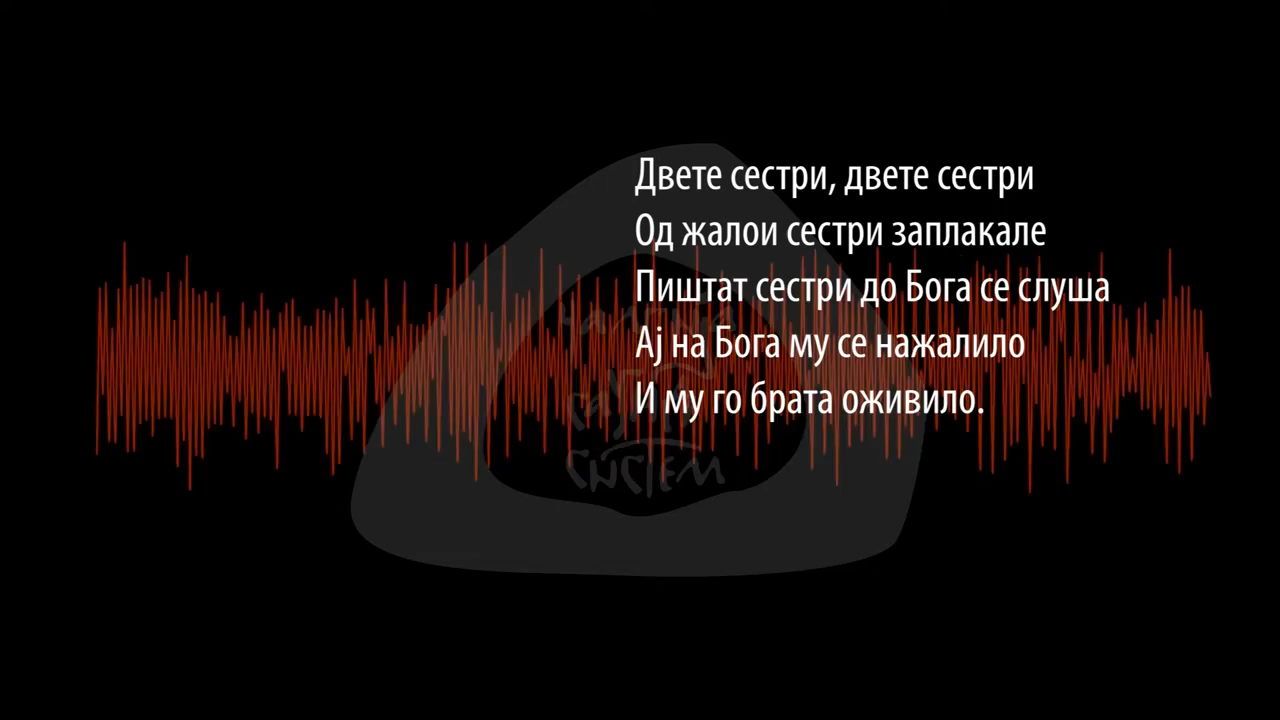 Двете сестри, двете сестри
Од жалои сестри заплакале
Пиштат сестри до Бога се слуша
Ај на Бога му се нажалило
И му го брата оживило.